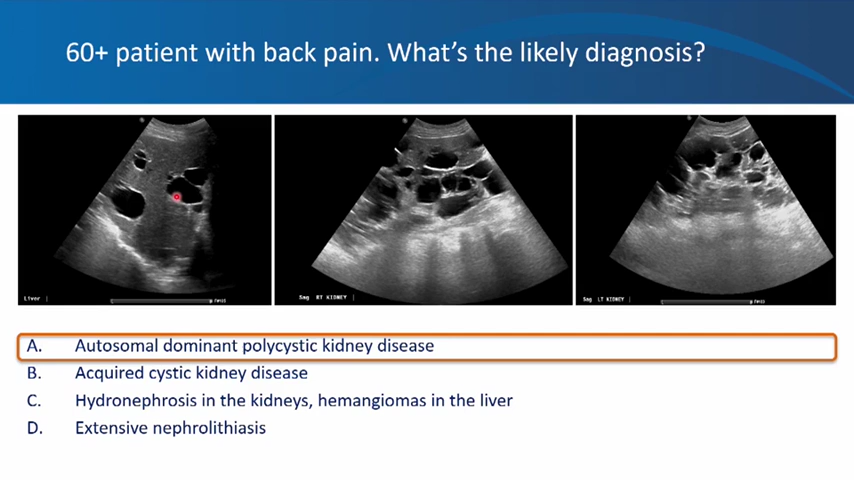 60+ patient with back pain. What's the likely diagnosis?
Liver
Sag RT KIDNEY
Sag LT KIDNEY
A. Autosomal dominant polycystic kidney disease
B. Acquired cystic kidney disease
C. Hydronephrosis in the kidneys, hemangiomas in the liver
D. Extensive nephrolithiasis